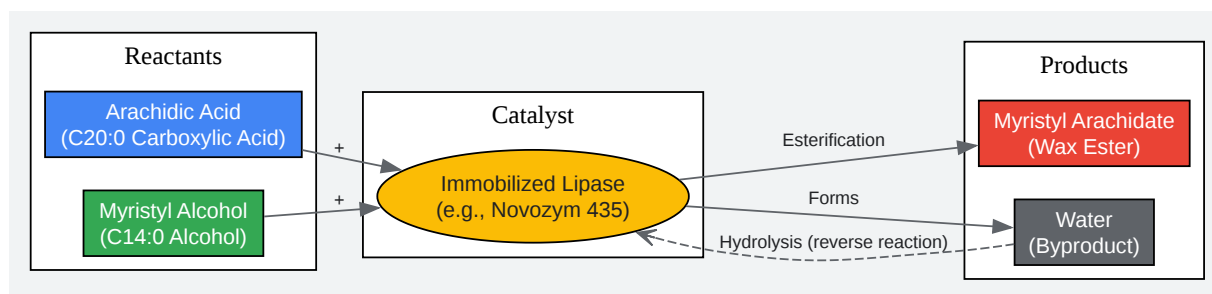 Reactants
Arachidic Acid
(C20:0 Carboxylic Acid)
+
Myristyl Alcohol
(C14:0 Alcohol)
+
Catalyst
Immobilized Lipase
(e.g., Novozym 435)
Esterification
Forms
Hydrolysis (reverse reaction)
Products
Myristyl Arachidate
(Wax Ester)
Water
(Byproduct)